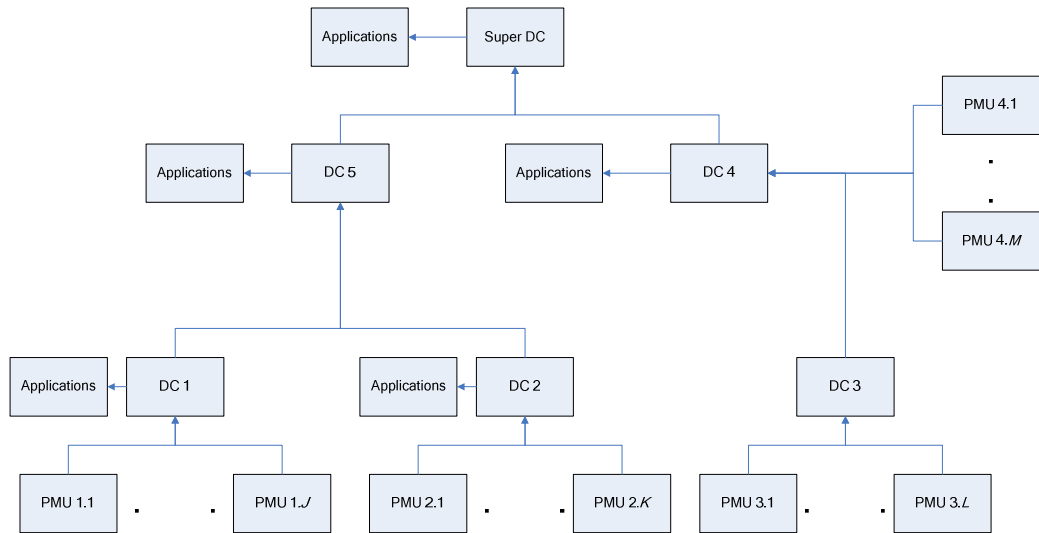 Applications
Super DC
PMU 4.1
Applications
DC 5
Applications
DC 4
PMU 4.M
Applications
DC 1
Applications
DC 2
DC 3
PMU 1.1
PMU 1.J
PMU 2.1
PMU 2.K
PMU 3.1
PMU 3.L